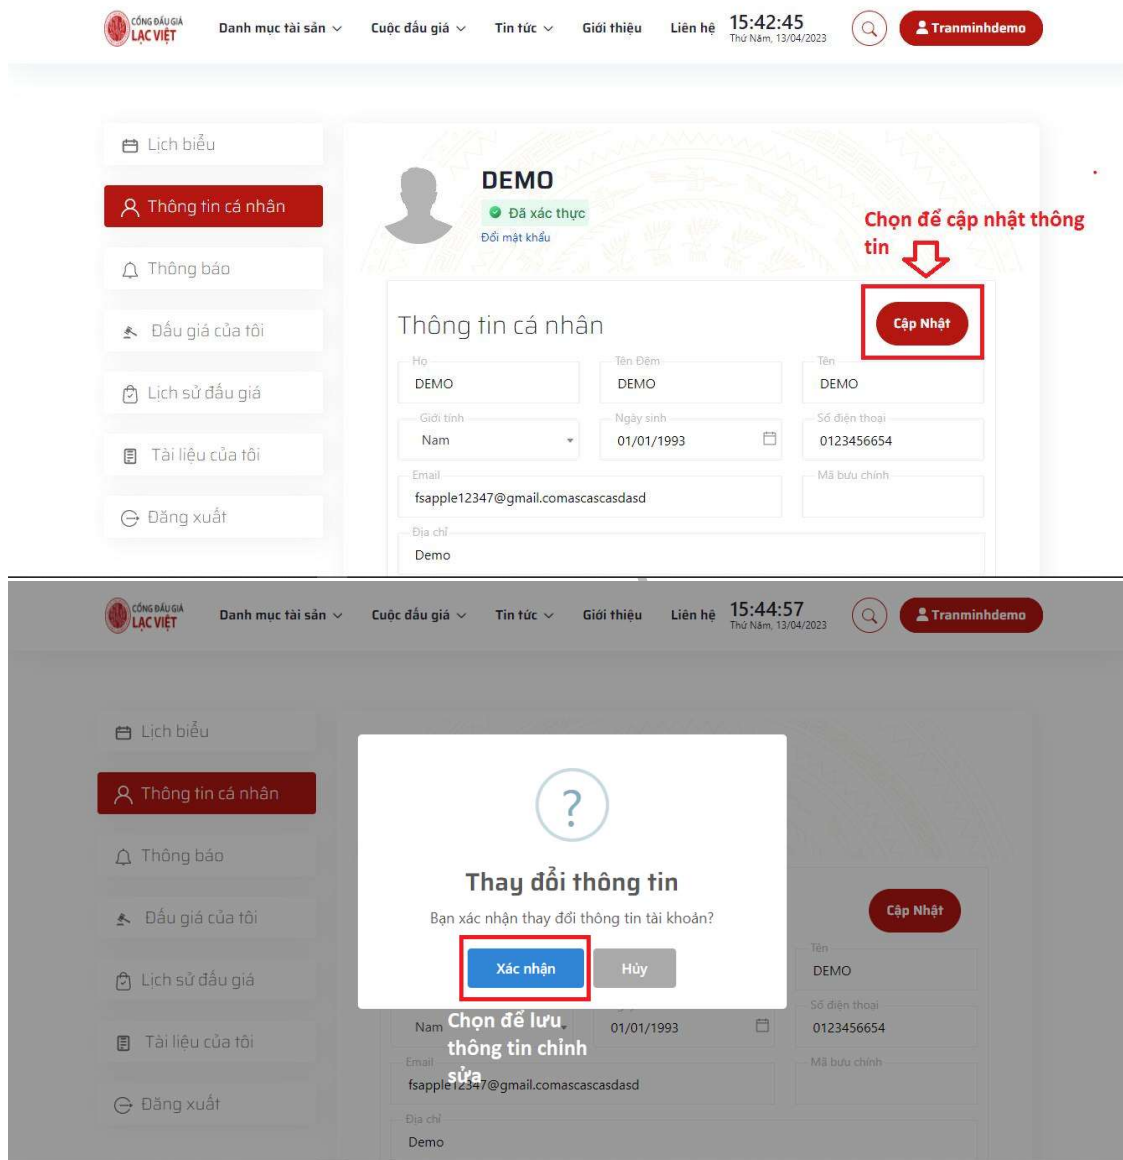 CỔNG ĐẤU GIÁ
LẠC VIỆT
Danh mục tài sản
Cuộc đấu giá
Tin tức
Giới thiệu
Liên hệ
15:42:45
Thứ Năm, 13/04/2023
Tranminhdemo
Lịch biểu
Thông tin cá nhân
Thông báo
Đấu giá của tôi
Lịch sử đấu giá
Tài liệu của tôi
Đăng xuất
DEMO
Đã xác thực
Đổi mật khẩu
Chọn để cập nhật thông
tin
Thông tin cá nhân
Cập Nhật
Họ
DEMO
Tên Đệm
DEMO
Tên
DEMO
Giới tính
Nam
Ngày sinh
01/01/1993
Số điện thoại
0123456654
Email
fsapple12347@gmail.comascascasdasd
Mã bưu chính
Địa chỉ
Demo
CỔNG ĐẤU GIÁ
LẠC VIỆT
Danh mục tài sản
Cuộc đấu giá
Tin tức
Giới thiệu
Liên hệ
15:44:57
Thứ Năm, 13/04/2023
Tranminhdemo
Lịch biểu
Thông tin cá nhân
Thông báo
Đấu giá của tôi
Lịch sử đấu giá
Tài liệu của tôi
Đăng xuất
?
Thay đổi thông tin
Bạn xác nhận thay đổi thông tin tài khoản?
Xác nhận
Hủy
Chọn để lưu
thông tin chỉnh
sửa
Cập Nhật
Tên
DEMO
Nam
01/01/1993
Số điện thoại
0123456654
Email
fsapple12347@gmail.comascascasdasd
Mã bưu chính
Địa chỉ
Demo